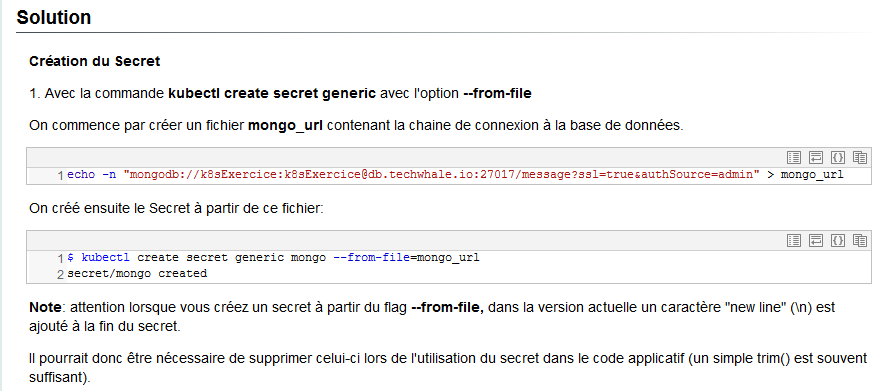 Solution
Création du Secret
1. Avec la commande kubectl create secret generic avec l'option --from-file
On commence par créer un fichier mongo_url contenant la chaine de connexion à la base de données.
1 echo -n "mongodb://k8sExercice:k8sExercice@db.techwhale.io:27017/message?ssl=true&authSource=admin" > mongo_url
On créé ensuite le Secret à partir de ce fichier:
1 $ kubectl create secret generic mongo --from-file=mongo_url
2 secret/mongo created
Note: attention lorsque vous créez un secret à partir du flag --from-file, dans la version actuelle un caractère "new line" (\n) est
ajouté à la fin du secret.
Il pourrait donc être nécessaire de supprimer celui-ci lors de l'utilisation du secret dans le code applicatif (un simple trim() est souvent
suffisant).